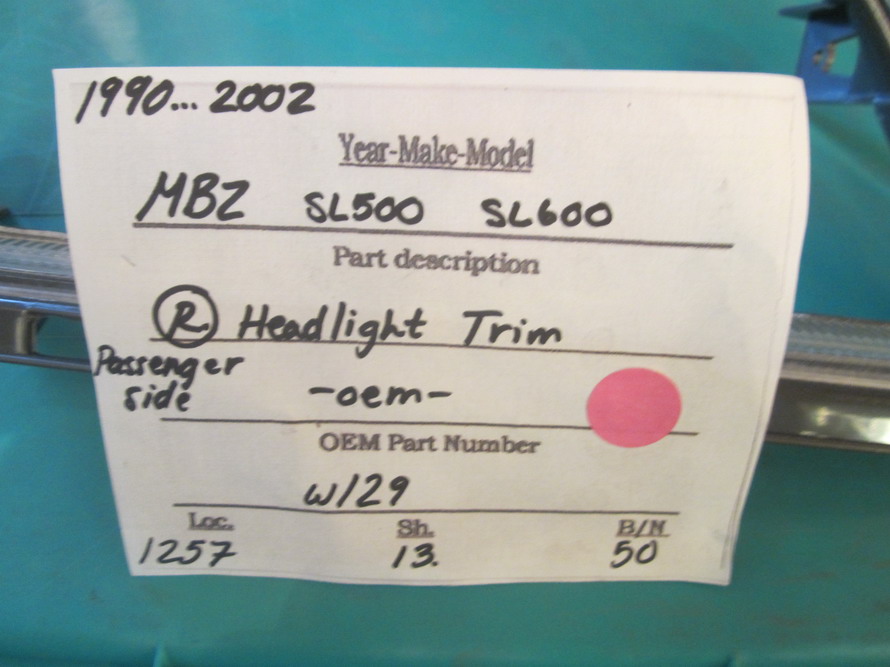 1990... 2002
Year-Make-Model
MBZ SL500 SL600
Part description
R Headlight Trim
Passenger
side
-oem-
OEM Part Number
W129
Loc. Sh. B/N
1257 13. 50